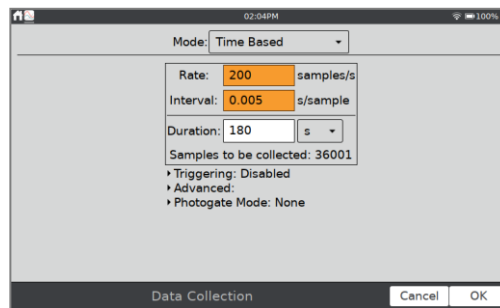 02:04PM
100%
Mode: Time Based
Rate: 200 samples/s
Interval: 0.005 s/sample
Duration: 180 s
Samples to be collected: 36001
Triggering: Disabled
Advanced:
Photogate Mode: None
Data Collection
Cancel
OK